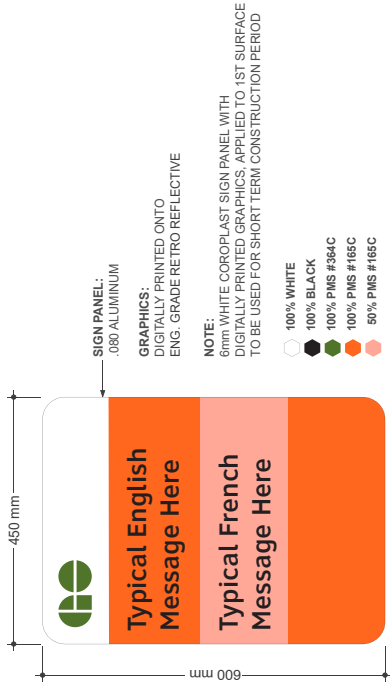 450 mm
600 mm
GO
Typical English
Message Here
Typical French
Message Here
SIGN PANEL:
.080 ALUMINUM
GRAPHICS:
DIGITALLY PRINTED ONTO
ENG. GRADE RETRO REFLECTIVE
NOTE:
6mm WHITE COROPLAST SIGN PANEL WITH
DIGITALLY PRINTED GRAPHICS, APPLIED TO 1ST SURFACE
TO BE USED FOR SHORT TERM CONSTRUCTION PERIOD
100% WHITE
100% BLACK
100% PMS #364C
100% PMS #165C
50% PMS #165C